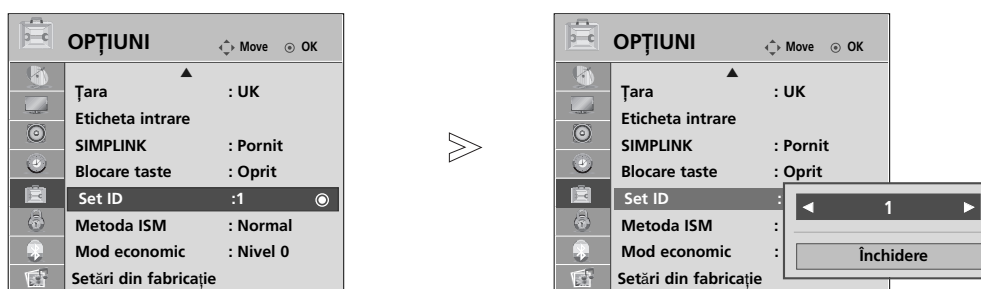 OPȚIUNI Move OK
Țara : UK
Eticheta intrare
SIMPLINK : Pornit
Blocare taste : Oprit
Set ID :1
Metoda ISM : Normal
Mod economic : Nivel 0
Setări din fabricație
OPȚIUNI Move OK
Țara : UK
Eticheta intrare
SIMPLINK : Pornit
Blocare taste : Oprit
Set ID :
1
Metoda ISM :
Mod economic :
Închidere
Setări din fabricație